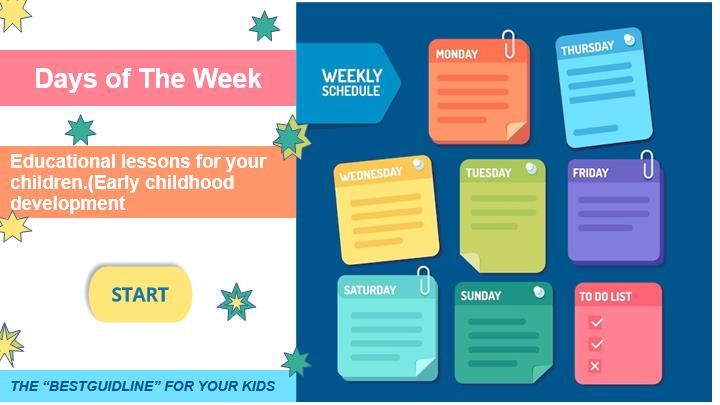 Days of The Week
Educational lessons for your
children.(Early childhood
development
START
THE “BESTGUIDLINE” FOR YOUR KIDS
WEEKLY
SCHEDULE
MONDAY
THURSDAY
WEDNESDAY
TUESDAY
FRIDAY
SATURDAY
SUNDAY
TO DO LIST